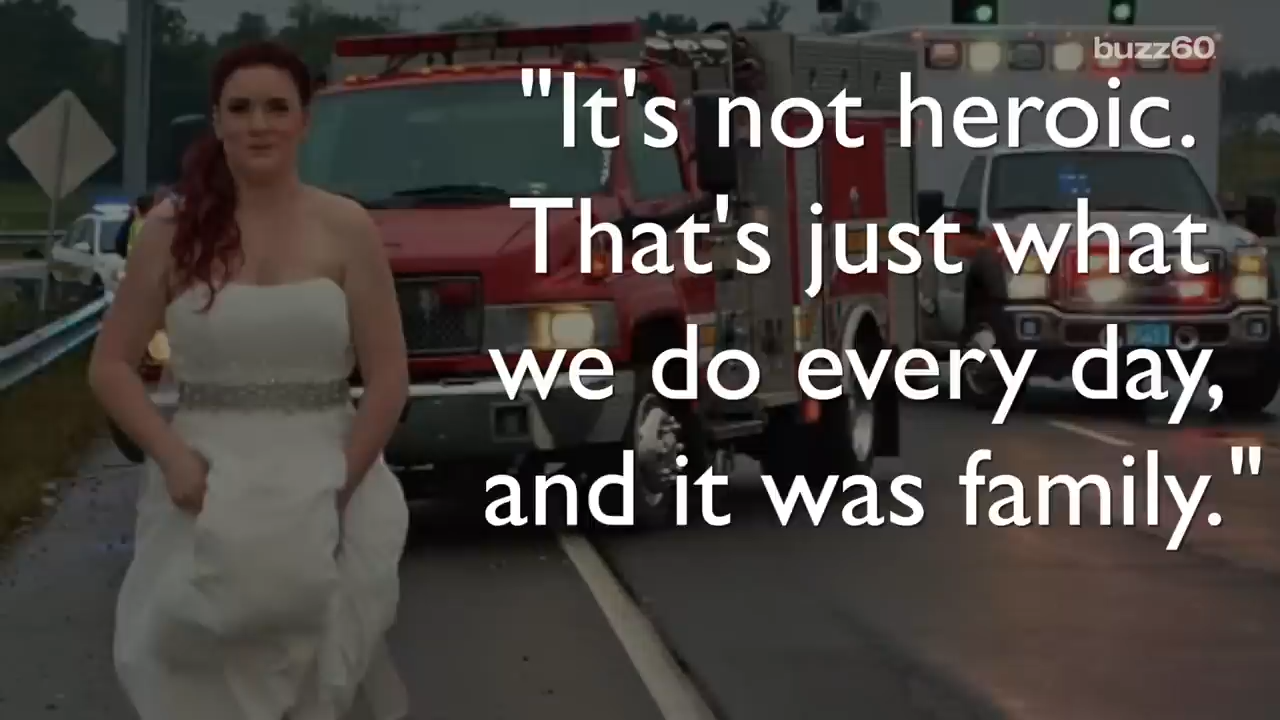 buzz60
"It's not heroic.
That's just what
we do every day,
and it was family."